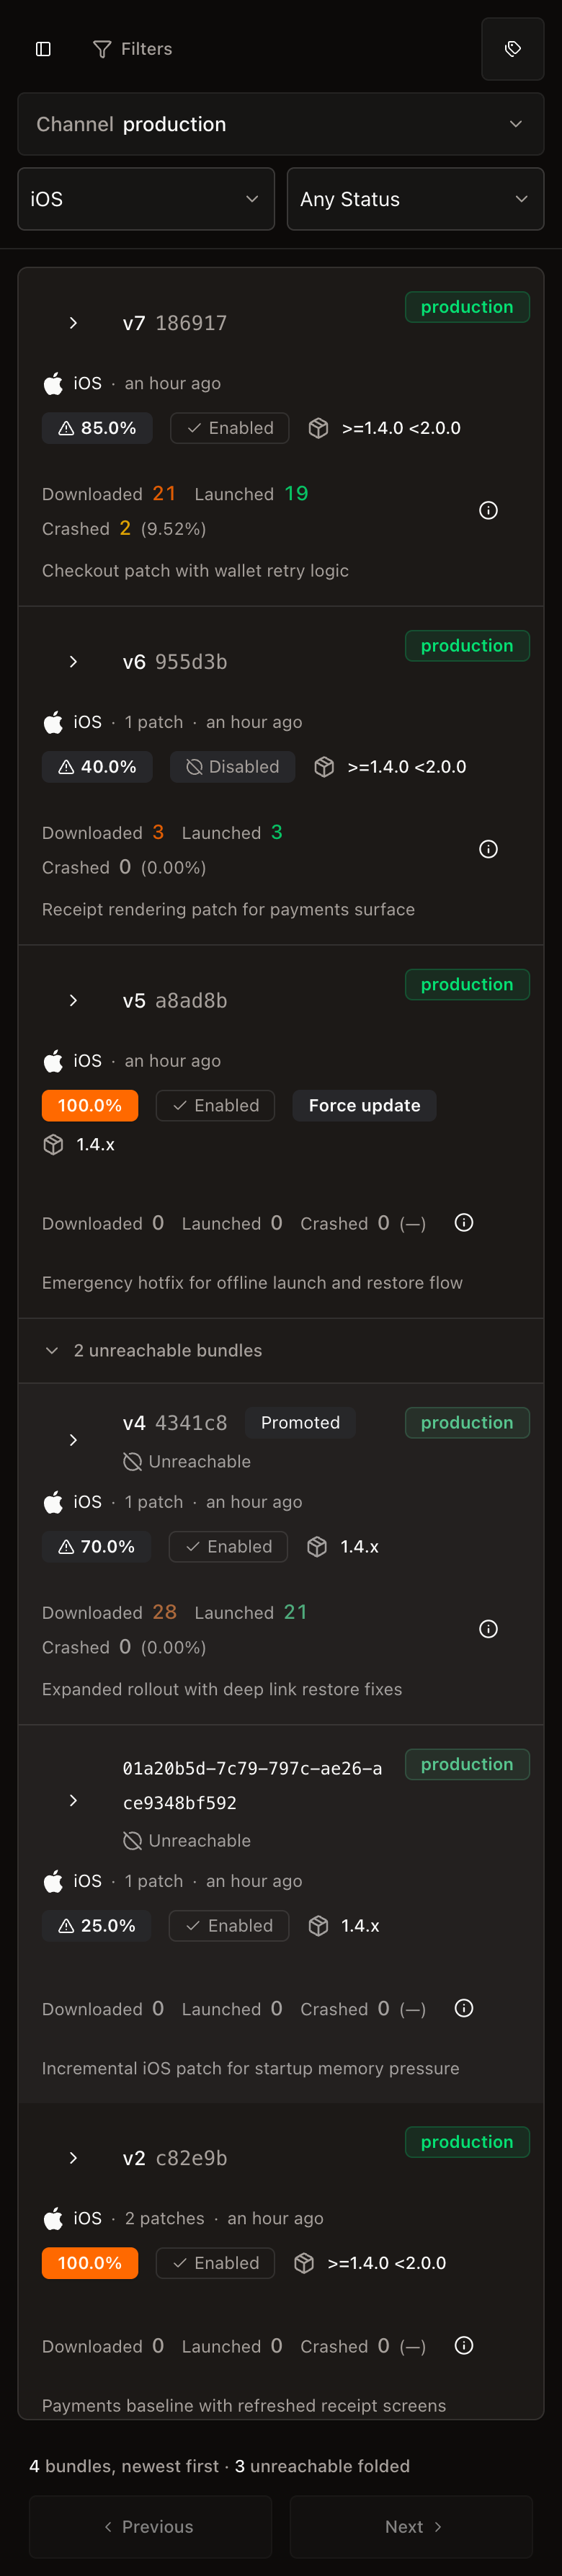 Filters
Channel production
iOS
Any Status
v7 186917
production
iOS · an hour ago
85.0%
Enabled
>=1.4.0 <2.0.0
Downloaded 21 Launched 19
Crashed 2 (9.52%)
Checkout patch with wallet retry logic
v6 955d3b
production
iOS · 1 patch · an hour ago
40.0%
Disabled
>=1.4.0 <2.0.0
Downloaded 3 Launched 3
Crashed 0 (0.00%)
Receipt rendering patch for payments surface
v5 a8ad8b
production
iOS · an hour ago
100.0%
Enabled
Force update
1.4.x
Downloaded 0 Launched 0 Crashed 0 (—)
Emergency hotfix for offline launch and restore flow
2 unreachable bundles
v4 4341c8 Promoted
production
Unreachable
iOS · 1 patch · an hour ago
70.0%
Enabled
1.4.x
Downloaded 28 Launched 21
Crashed 0 (0.00%)
Expanded rollout with deep link restore fixes
01a20b5d-7c79-797c-ae26-a
ce9348bf592
production
Unreachable
iOS · 1 patch · an hour ago
25.0%
Enabled
1.4.x
Downloaded 0 Launched 0 Crashed 0 (—)
Incremental iOS patch for startup memory pressure
v2 c82e9b
production
iOS · 2 patches · an hour ago
100.0%
Enabled
>=1.4.0 <2.0.0
Downloaded 0 Launched 0 Crashed 0 (—)
Payments baseline with refreshed receipt screens
4 bundles, newest first · 3 unreachable folded
Previous
Next